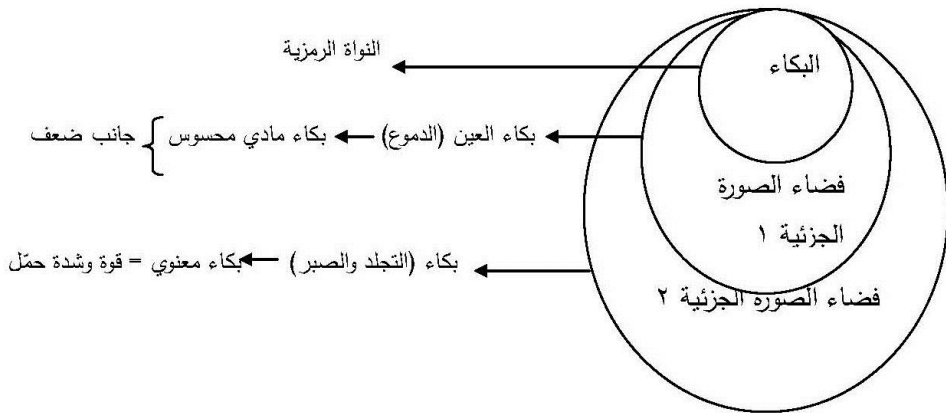 البكاء
النواة الرمزية
فضاء الصورة
الجزئية ١
بكاء العين (الدموع) بكاء مادي محسوس جانب ضعف
فضاء الصورة الجزئية ٢
بكاء (التجلد والصبر) بكاء معنوي = قوة وشدة حمّل